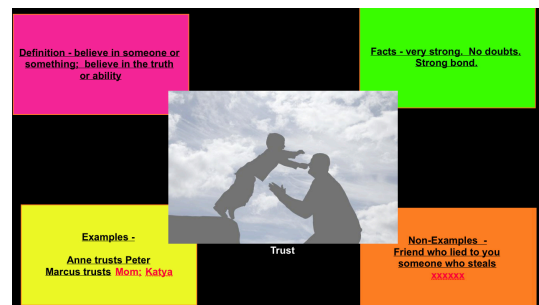 Definition - believe in someone or
something;  believe in the truth
or ability
Facts - very strong.  No doubts.
Strong bond.
Trust
Examples -
Anne trusts Peter
Marcus trusts Mom; Katya
Non-Examples  -
Friend who lied to you
someone who steals
xxxxxx